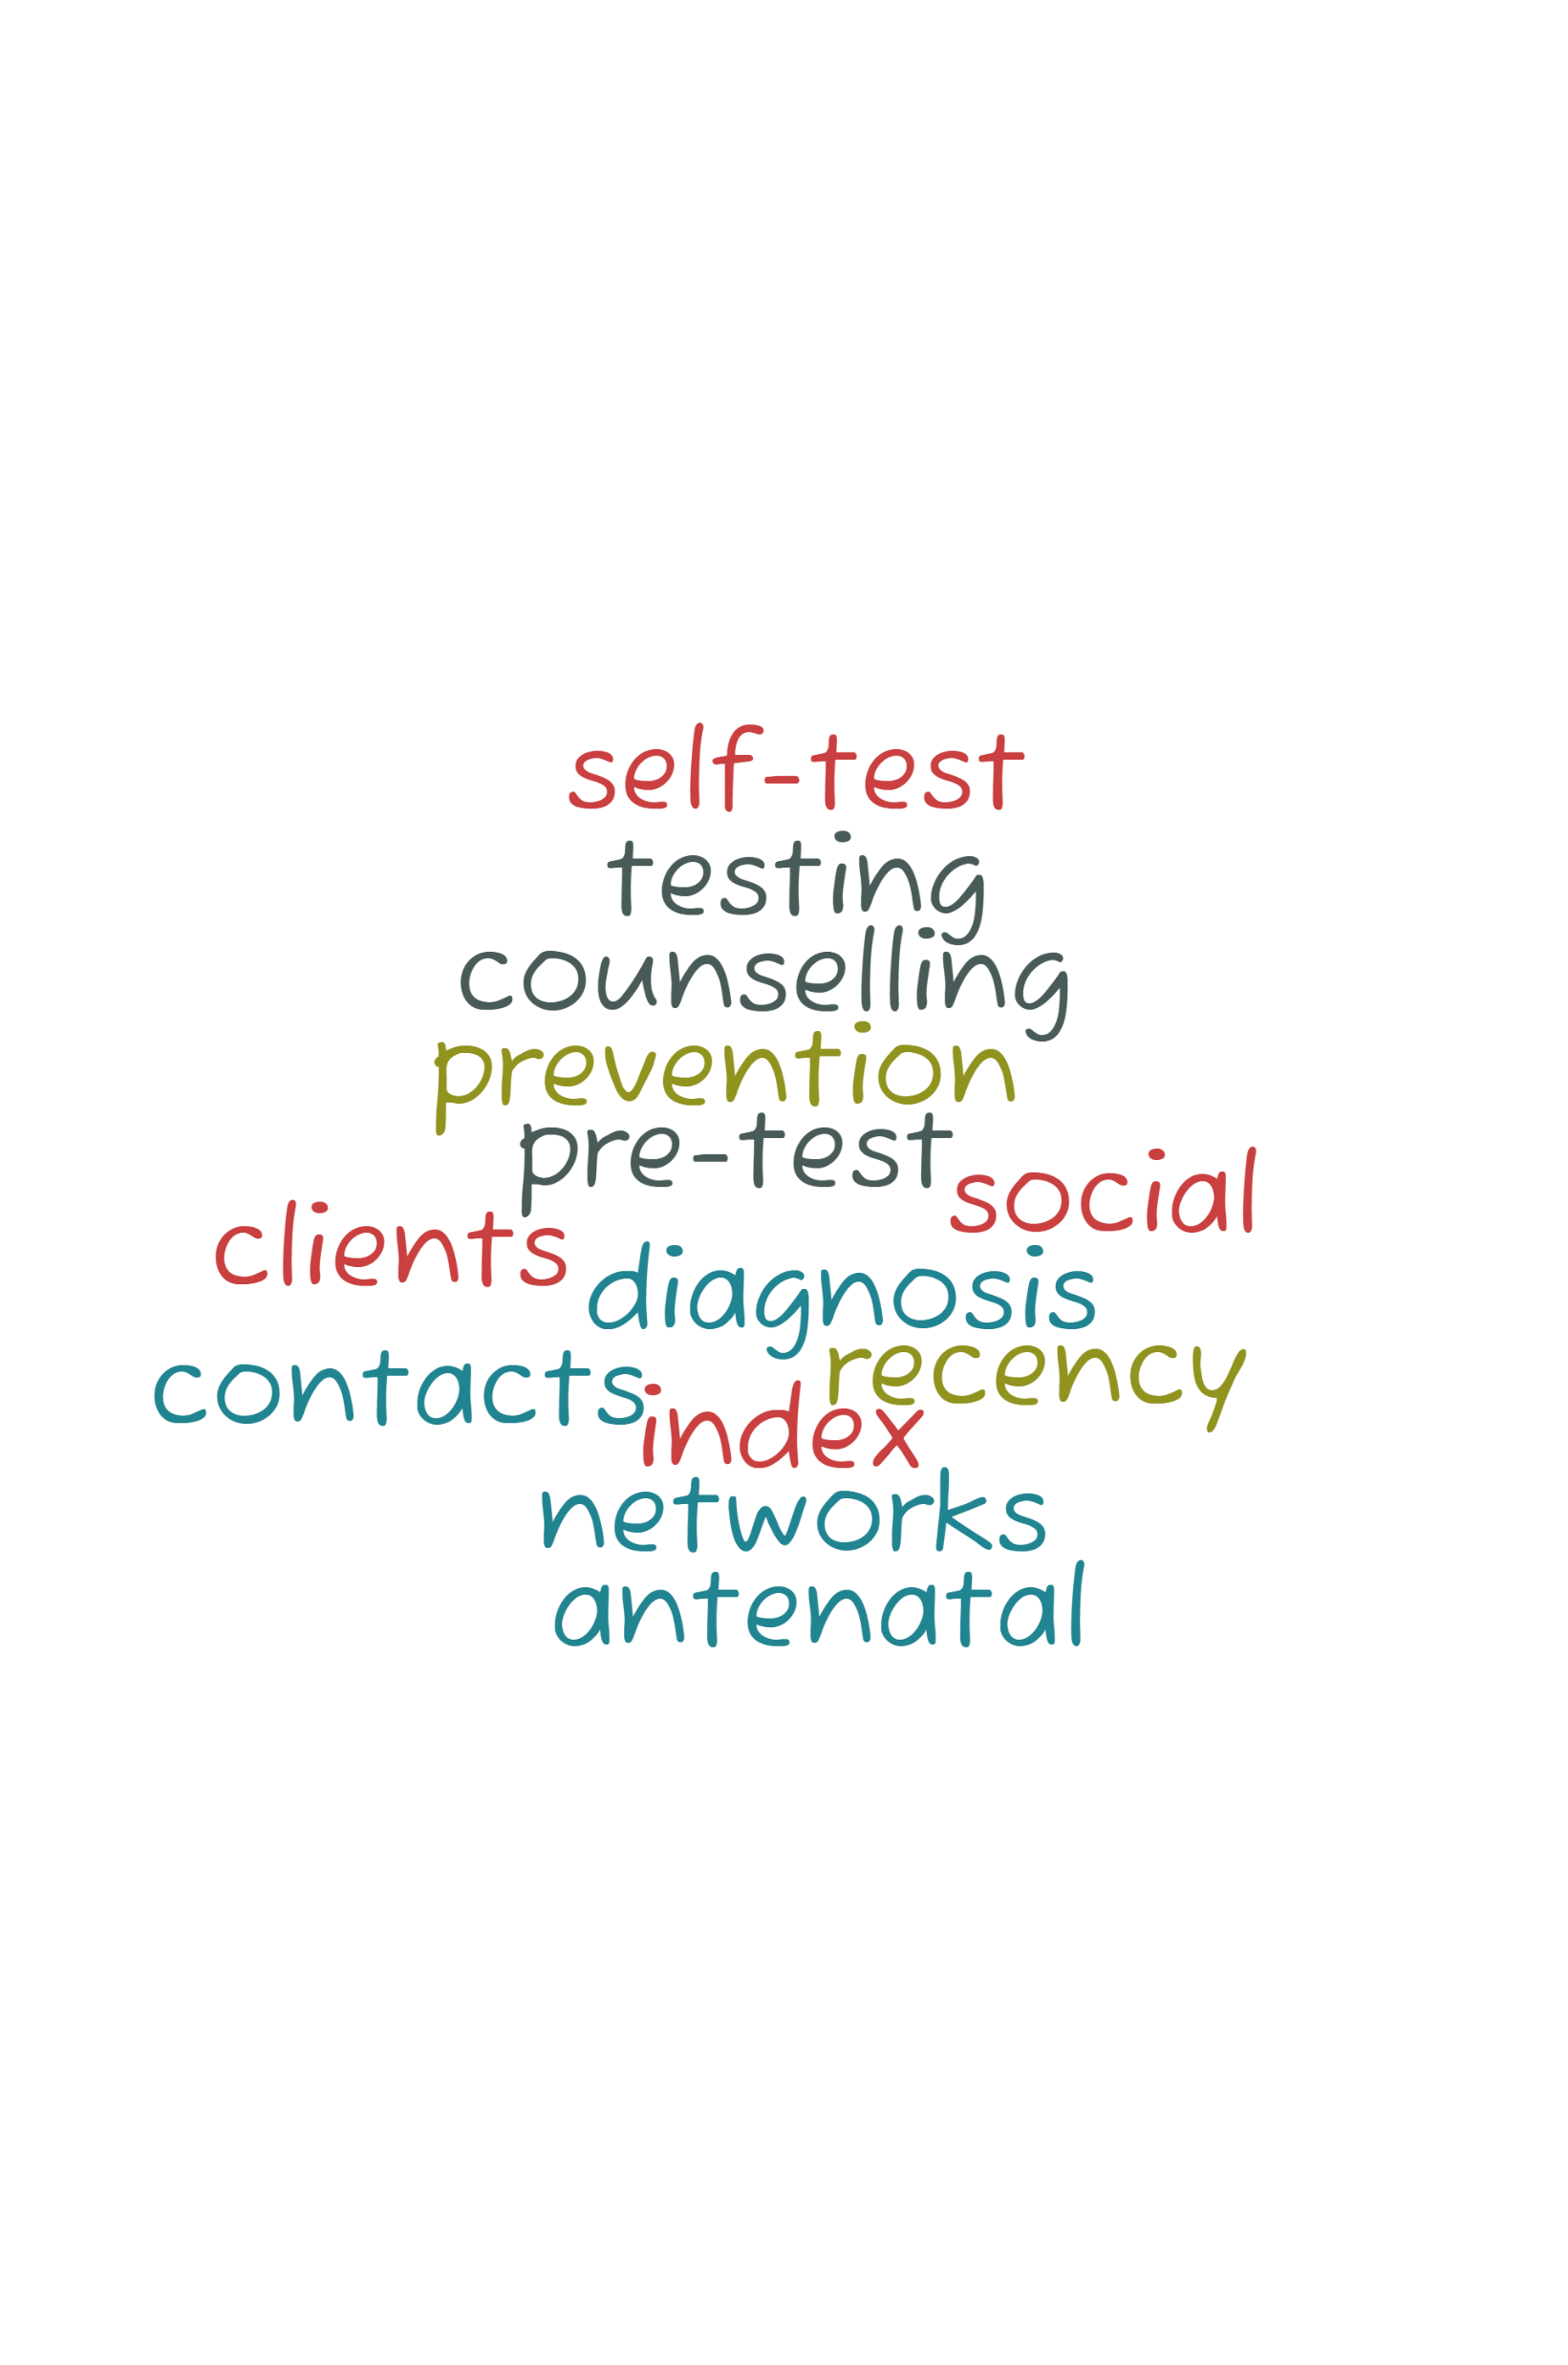 self-test
testing
counselling
prevention
pre-test
social
clients
diagnosis
recency
contacts
index
networks
antenatal